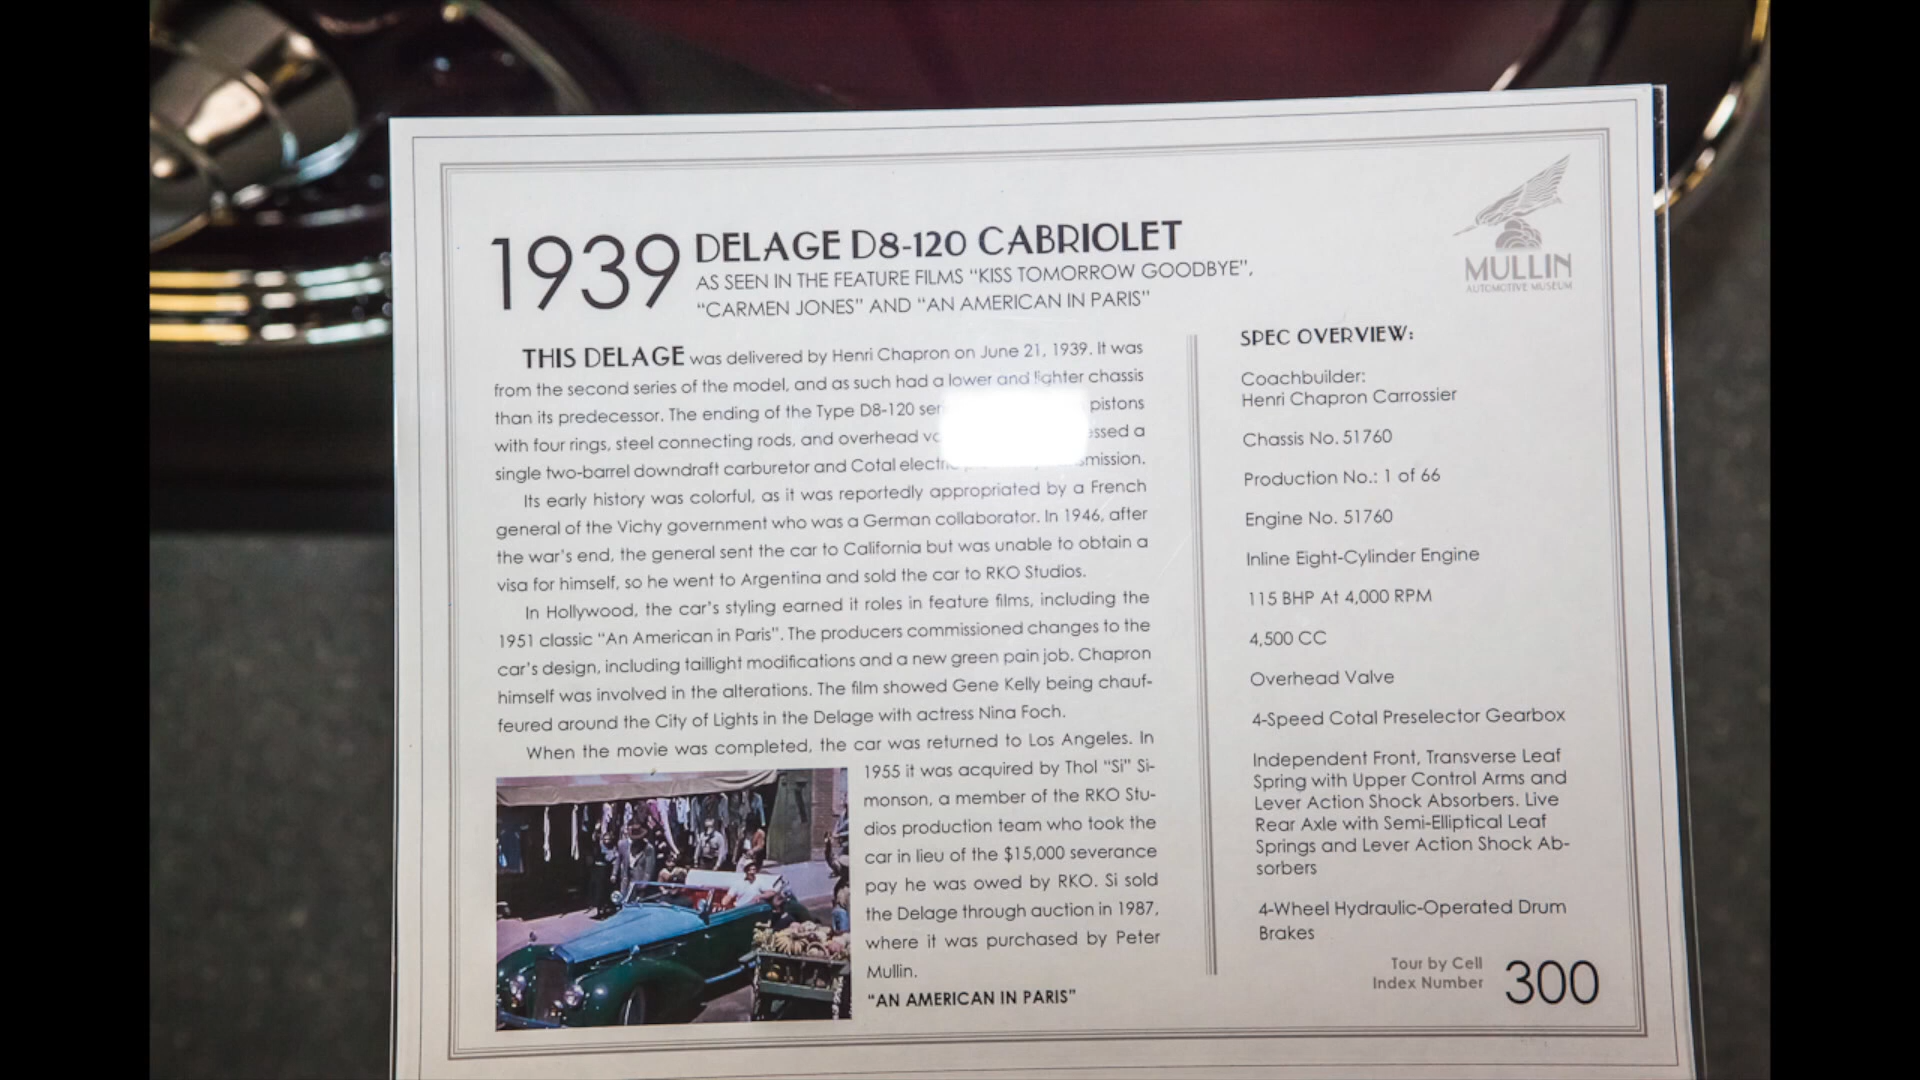 1939 DELAGE D8-120 CABRIOLET
AS SEEN IN THE FEATURE FILMS “KISS TOMORROW GOODBYE”,
“CARMEN JONES” AND “AN AMERICAN IN PARIS”
MULLIN
AUTOMOTIVE MUSEUM
THIS DELAGE was delivered by Henri Chapron on June 21, 1939. It was
from the second series of the model, and as such had a lower and lighter chassis
than its predecessor. The ending of the Type D8-120 pistons
with four rings, steel connecting rods, and overhead a
single two-barrel downdraft carburetor and Cotal
Its early history was colorful, as it was reportedly appropriated by a French
general of the Vichy government who was a German collaborator. In 1946, after
the war’s end, the general sent the car to California but was unable to obtain a
visa for himself, so he went to Argentina and sold the car to RKO Studios.
In Hollywood, the car’s styling earned it roles in feature films, including the
1951 classic “An American in Paris”. The producers commissioned changes to the
car’s design, including taillight modifications and a new green pain job. Chapron
himself was involved in the alterations. The film showed Gene Kelly being chauf-
feured around the City of Lights in the Delage with actress Nina Foch.
When the movie was completed, the car was returned to Los Angeles. In
1955 it was acquired by Thol “Si” Si-
monson, a member of the RKO Stu-
dios production team who took the
car in lieu of the $15,000 severance
pay he was owed by RKO. Si sold
the Delage through auction in 1987,
where it was purchased by Peter
Mullin.
“AN AMERICAN IN PARIS”
SPEC OVERVIEW:
Coachbuilder:
Henri Chapron Carrossier
Chassis No. 51760
Production No.: 1 of 66
Engine No. 51760
Inline Eight-Cylinder Engine
115 BHP At 4,000 RPM
4,500 CC
Overhead Valve
4-Speed Cotal Preselector Gearbox
Independent Front, Transverse Leaf
Spring with Upper Control Arms and
Lever Action Shock Absorbers. Live
Rear Axle with Semi-Elliptical Leaf
Springs and Lever Action Shock Ab-
sorbers
4-Wheel Hydraulic-Operated Drum
Brakes
Tour by Cell
Index Number 300